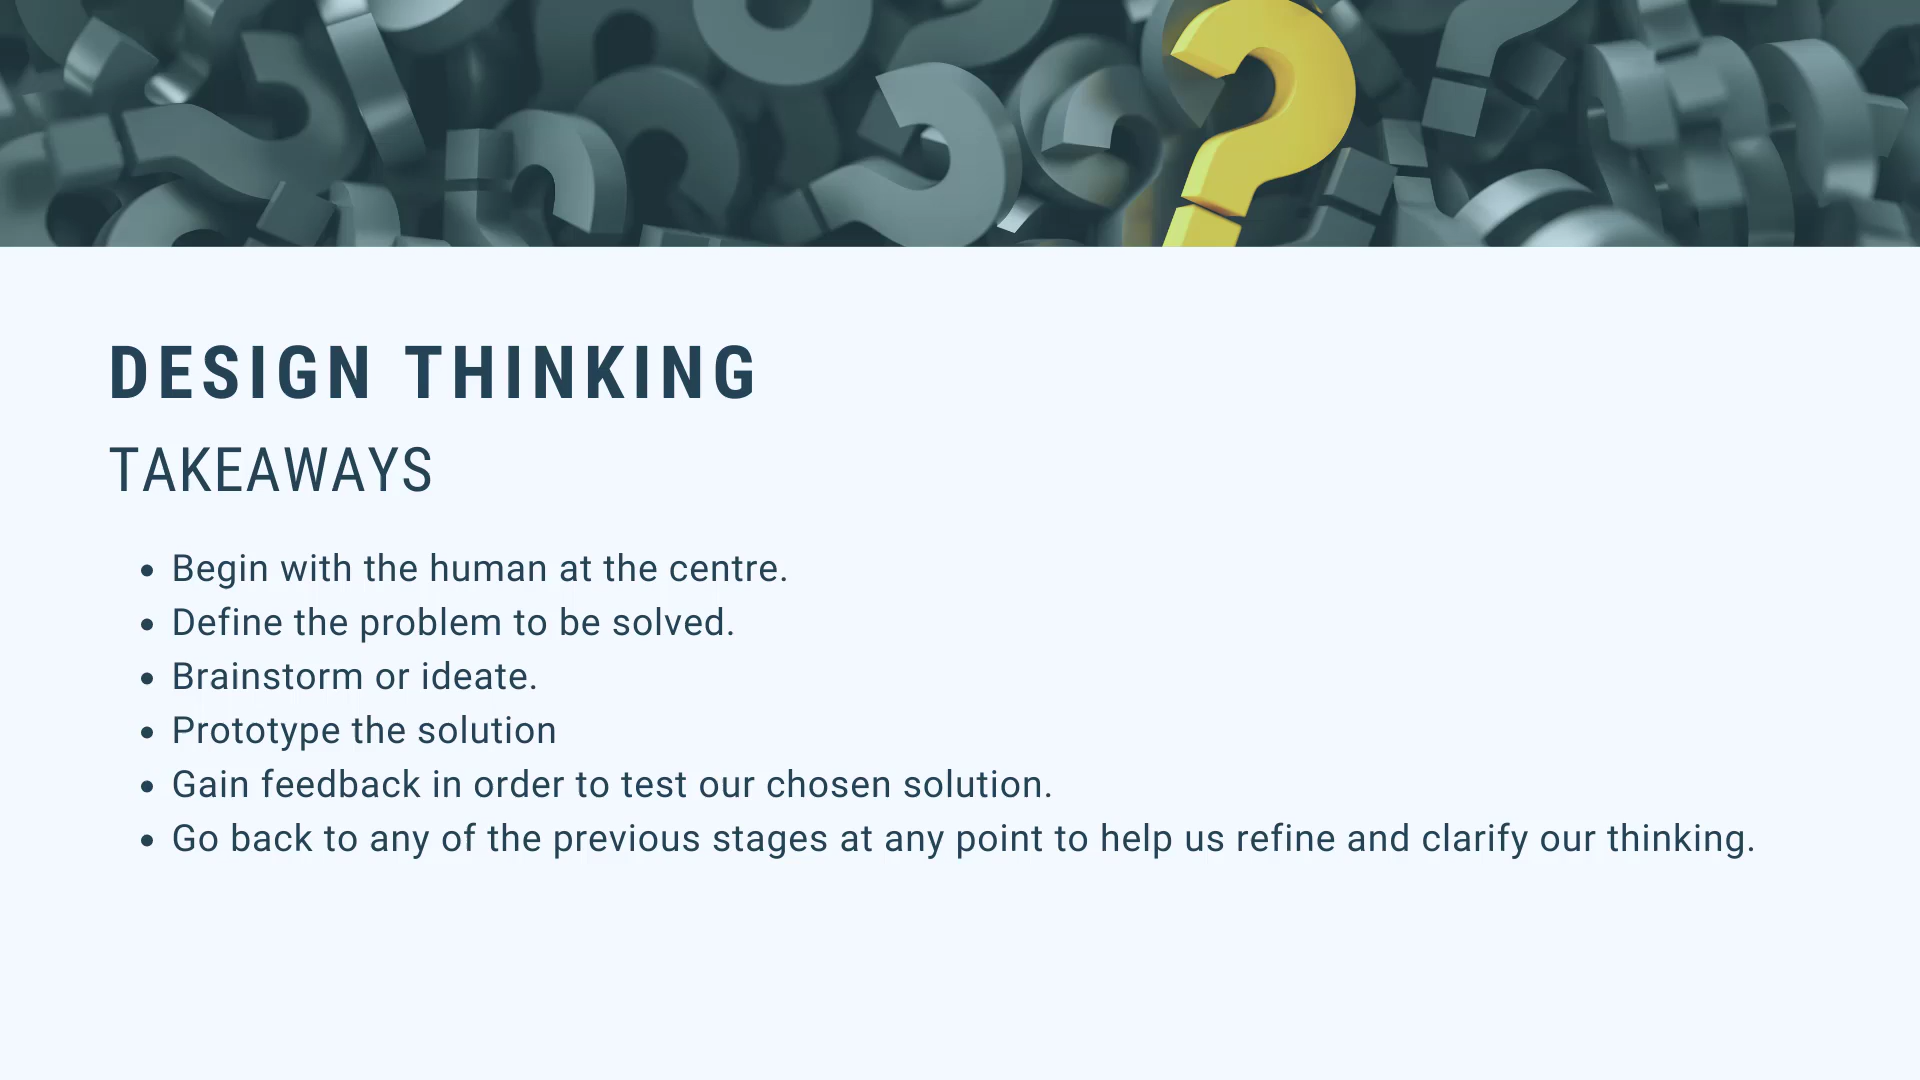 DESIGN THINKING
TAKEAWAYS
• Begin with the human at the centre.
• Define the problem to be solved.
• Brainstorm or ideate.
• Prototype the solution
• Gain feedback in order to test our chosen solution.
• Go back to any of the previous stages at any point to help us refine and clarify our thinking.